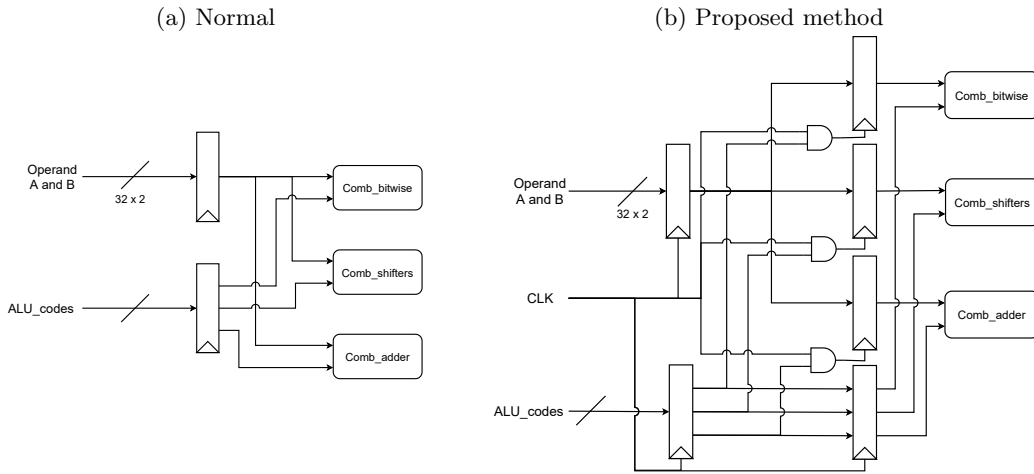 (a) Normal
Operand
A and B
32 x 2
Comb_bitwise
Comb_shifters
ALU_codes
Comb_adder
(b) Proposed method
Comb_bitwise
Operand
A and B
32 x 2
Comb_shifters
CLK
Comb_adder
ALU_codes